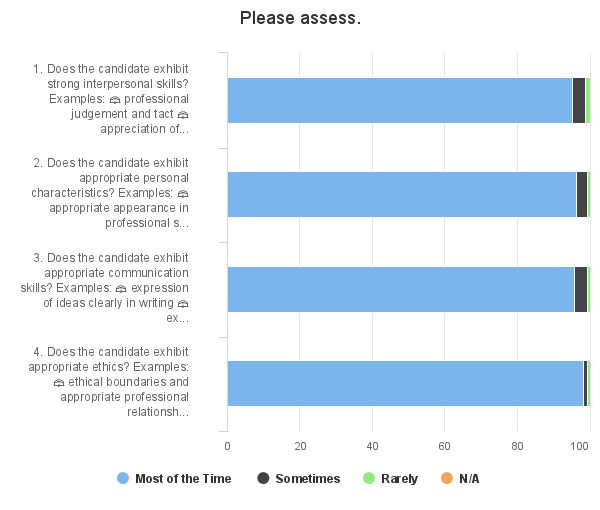 Please assess.
1. Does the candidate exhibit
strong interpersonal skills?
Examples: 🕭 professional
judgement and tact 🕭
appreciation of...
2. Does the candidate exhibit
appropriate personal
characteristics? Examples: 🕭
appropriate appearance in
professional s...
3. Does the candidate exhibit
appropriate communication
skills? Examples: 🕭 expression
of ideas clearly in writing 🕭
ex...
4. Does the candidate exhibit
appropriate ethics? Examples:
🕭 ethical boundaries and
appropriate professional
relationsh...
0 20 40 60 80 100
Most of the Time Sometimes Rarely N/A